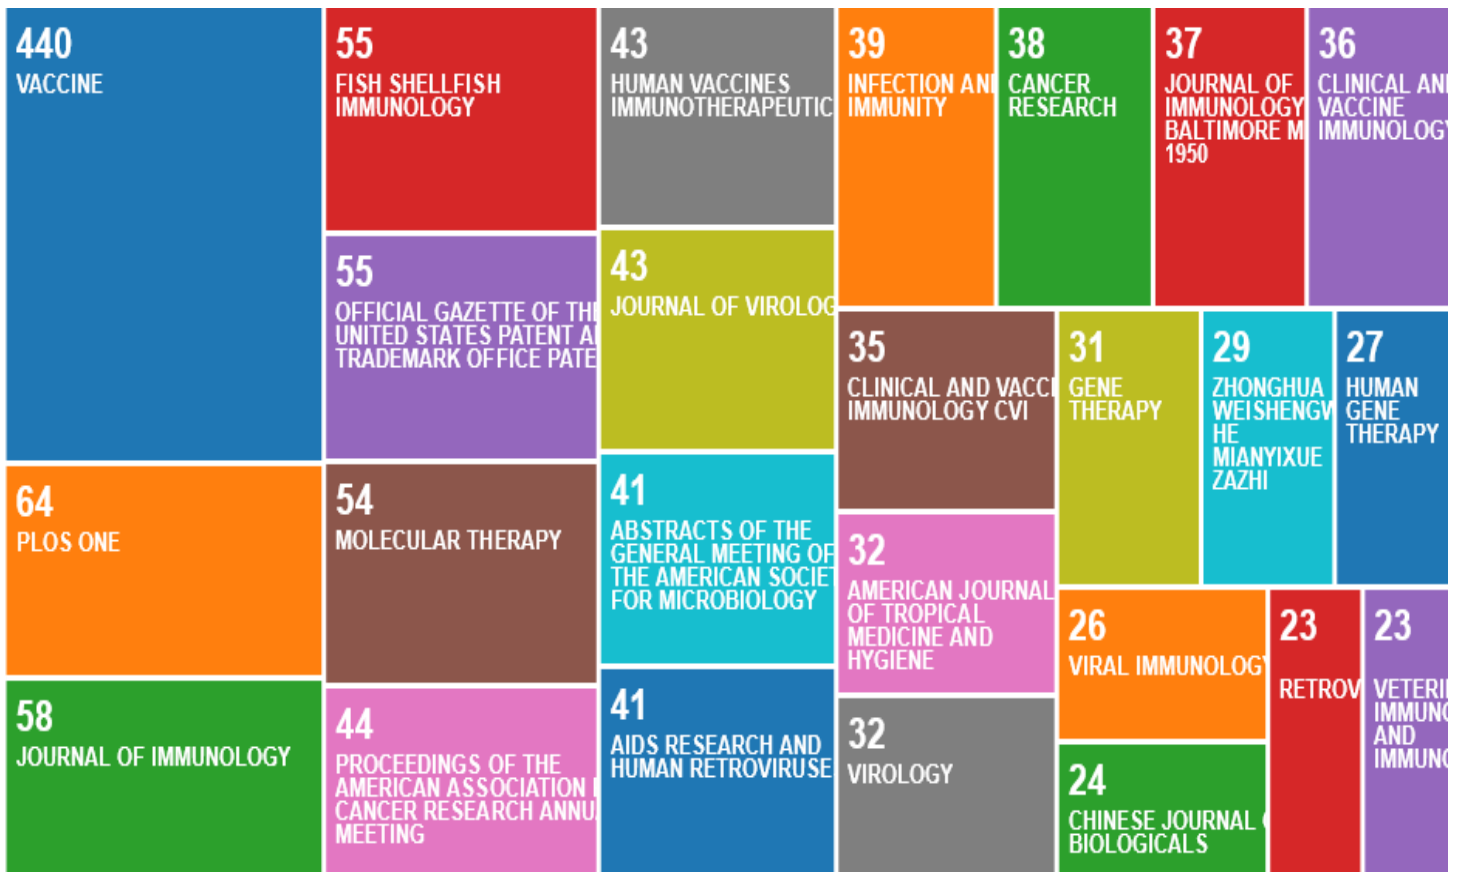 440
VACCINE
64
PLOS ONE
58
JOURNAL OF IMMUNOLOGY
55
FISH SHELLFISH
IMMUNOLOGY
55
OFFICIAL GAZETTE OF TH
UNITED STATES PATENT A
TRADEMARK OFFICE PATE
54
MOLECULAR THERAPY
44
PROCEEDINGS OF THE
AMERICAN ASSOCIATION
CANCER RESEARCH ANNU
MEETING
43
HUMAN VACCINES
IMMUNOTHERAPEUTIC
43
JOURNAL OF VIROLOG
41
ABSTRACTS OF THE
GENERAL MEETING OF
THE AMERICAN SOCIE
FOR MICROBIOLOGY
41
AIDS RESEARCH AND
HUMAN RETROVIRUSE
39
INFECTION AN
IMMUNITY
38
CANCER
RESEARCH
37
JOURNAL OF
IMMUNOLOGY
BALTIMORE M
1950
36
CLINICAL AN
VACCINE
IMMUNOLOG
35
CLINICAL AND VACCI
IMMUNOLOGY CVI
32
AMERICAN JOURNAL
OF TROPICAL
MEDICINE AND
HYGIENE
32
VIROLOGY
31
GENE
THERAPY
29
ZHONGHUA
WEISHENGW
HE
MIANYIXUE
ZAZHI
27
HUMAN
GENE
THERAPY
26
VIRAL IMMUNOLOGY
24
CHINESE JOURNAL
BIOLOGICALS
23
RETROV
23
VETERI
IMMUNO
AND
IMMUNO